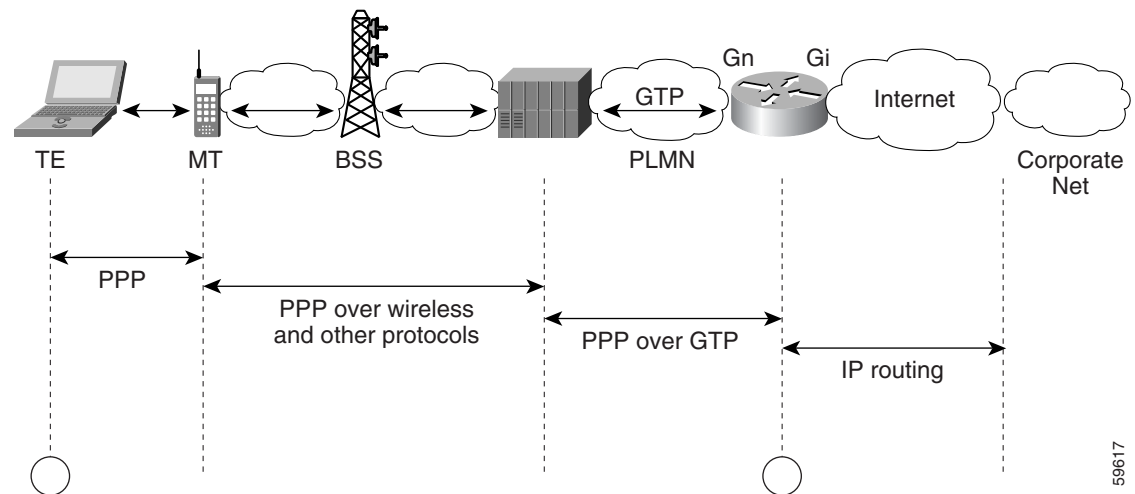 Gn
Gi
GTP
Internet
TE
MT
BSS
PLMN
Corporate
Net
PPP
PPP over wireless
and other protocols
PPP over GTP
IP routing
59617